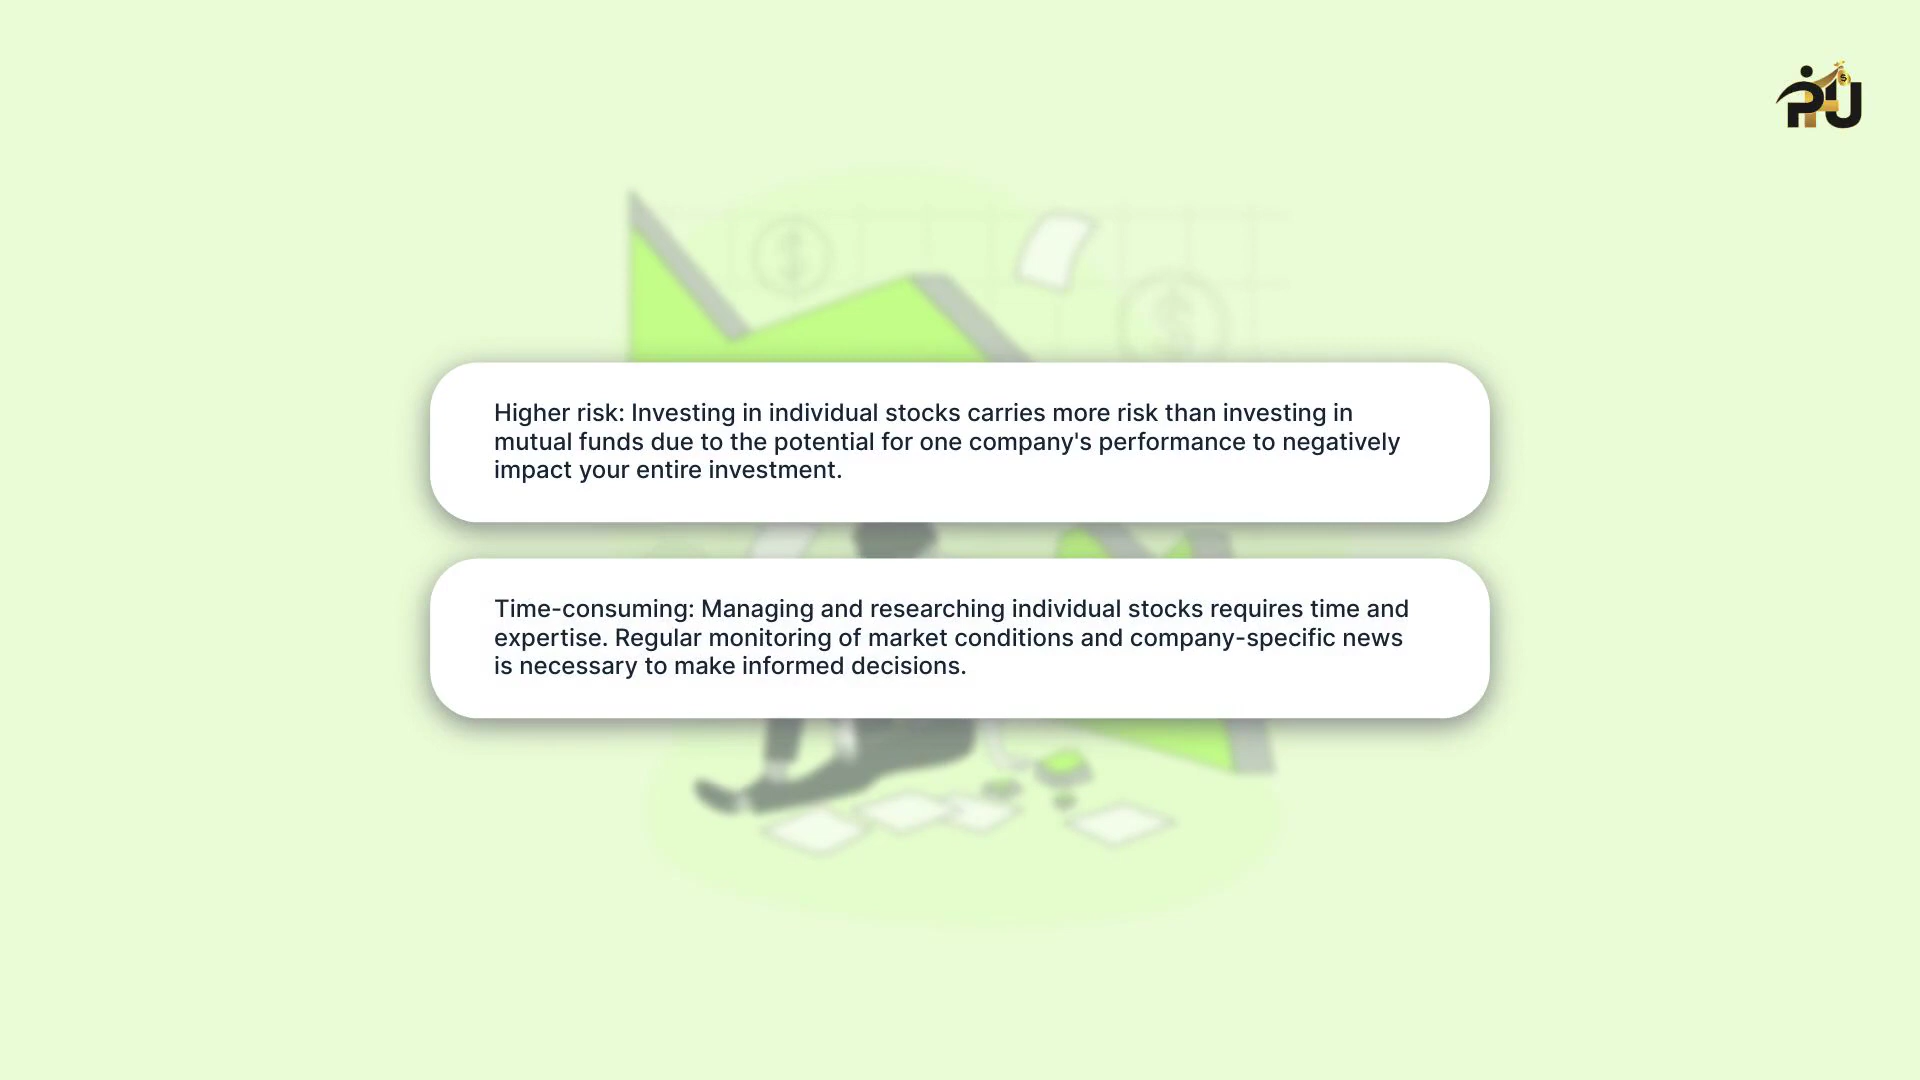 PU
Higher risk: Investing in individual stocks carries more risk than investing in
mutual funds due to the potential for one company's performance to negatively
impact your entire investment.
Time-consuming: Managing and researching individual stocks requires time and
expertise. Regular monitoring of market conditions and company-specific news
is necessary to make informed decisions.